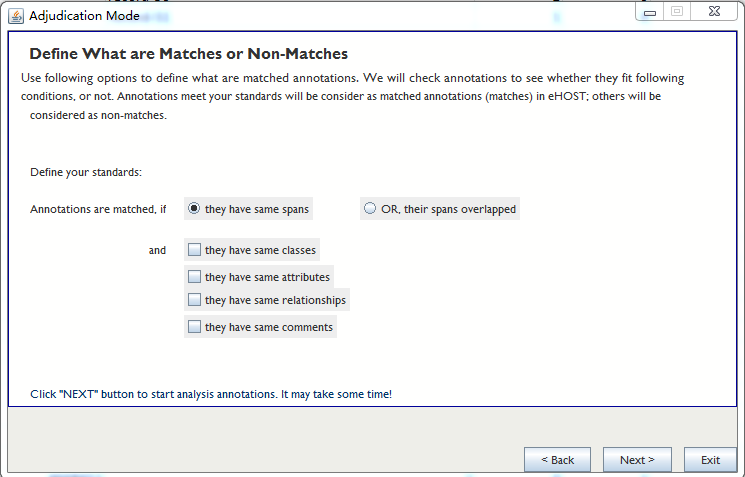 Adjudication Mode
Define What are Matches or Non-Matches
Use following options to define what are matched annotations. We will check annotations to see whether they fit following
conditions, or not. Annotations meet your standards will be consider as matched annotations (matches) in eHOST; others will be
considered as non-matches.
Define your standards:
Annotations are matched, if they have same spans OR, their spans overlapped
and they have same classes
they have same attributes
they have same relationships
they have same comments
Click "NEXT" button to start analysis annotations. It may take some time!
< Back Next > Exit